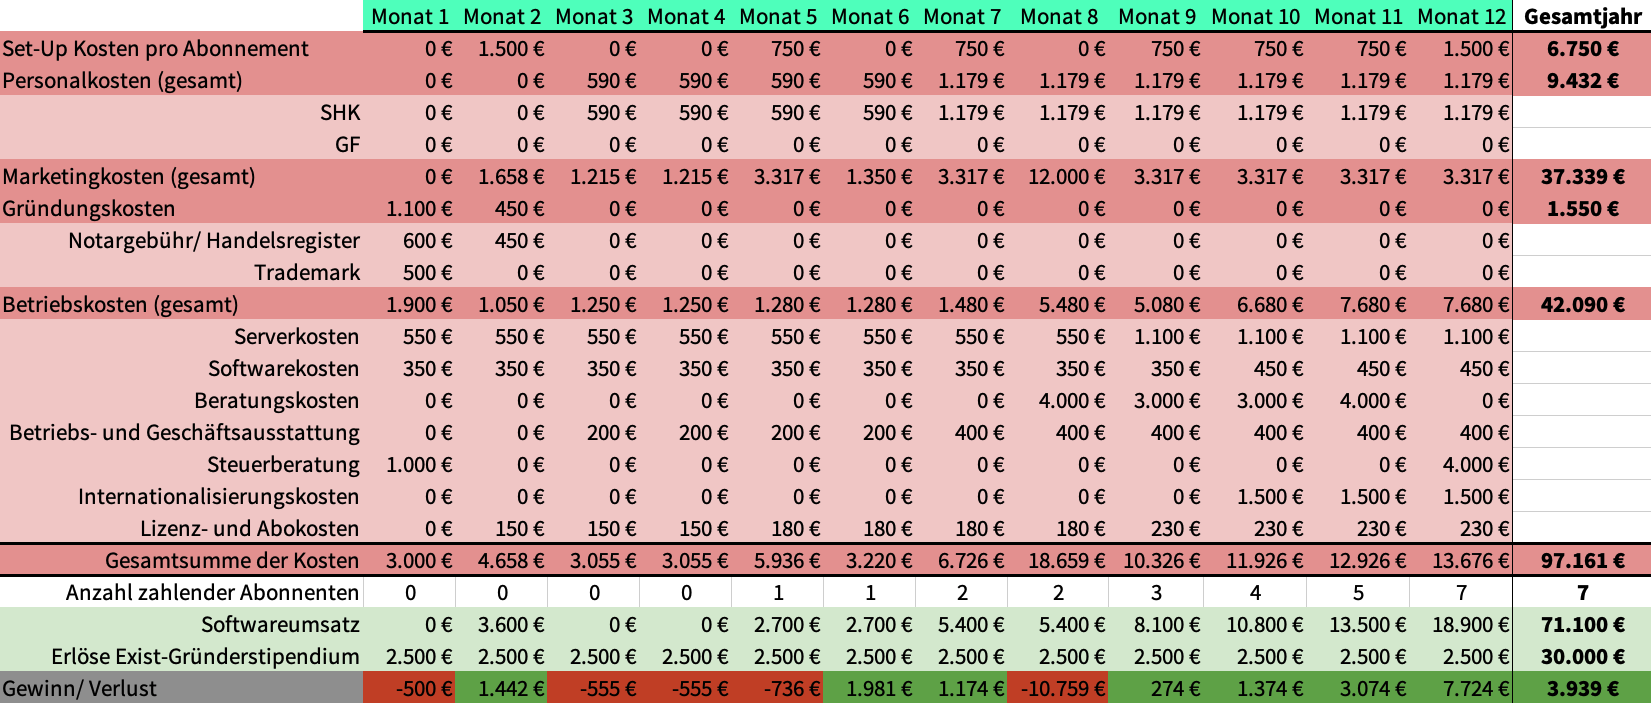 Monat 1 Monat 2 Monat 3 Monat 4 Monat 5 Monat 6 Monat 7 Monat 8 Monat 9 Monat 10 Monat 11 Monat 12 Gesamtjahr
Set-Up Kosten pro Abonnement 0 € 1.500 € 0 € 0 € 750 € 0 € 750 € 0 € 750 € 750 € 750 € 1.500 € 6.750 €
Personalkosten (gesamt) 0 € 0 € 590 € 590 € 590 € 590 € 1.179 € 1.179 € 1.179 € 1.179 € 1.179 € 1.179 € 9.432 €
SHK 0 € 0 € 590 € 590 € 590 € 590 € 1.179 € 1.179 € 1.179 € 1.179 € 1.179 € 1.179 €
GF 0 € 0 € 0 € 0 € 0 € 0 € 0 € 0 € 0 € 0 € 0 € 0 €
Marketingkosten (gesamt) 0 € 1.658 € 1.215 € 1.215 € 3.317 € 1.350 € 3.317 € 12.000 € 3.317 € 3.317 € 3.317 € 3.317 € 37.339 €
Gründungskosten 1.100 € 450 € 0 € 0 € 0 € 0 € 0 € 0 € 0 € 0 € 0 € 0 € 1.550 €
Notargebühr/ Handelsregister 600 € 450 € 0 € 0 € 0 € 0 € 0 € 0 € 0 € 0 € 0 € 0 €
Trademark 500 € 0 € 0 € 0 € 0 € 0 € 0 € 0 € 0 € 0 € 0 € 0 €
Betriebskosten (gesamt) 1.900 € 1.050 € 1.250 € 1.250 € 1.280 € 1.280 € 1.480 € 5.480 € 5.080 € 6.680 € 7.680 € 7.680 € 42.090 €
Serverkosten 550 € 550 € 550 € 550 € 550 € 550 € 550 € 550 € 1.100 € 1.100 € 1.100 € 1.100 €
Softwarekosten 350 € 350 € 350 € 350 € 350 € 350 € 350 € 350 € 350 € 450 € 450 € 450 €
Beratungskosten 0 € 0 € 0 € 0 € 0 € 0 € 0 € 4.000 € 3.000 € 3.000 € 4.000 € 0 €
Betriebs- und Geschäftsausstattung 0 € 0 € 200 € 200 € 200 € 200 € 400 € 400 € 400 € 400 € 400 € 400 €
Steuerberatung 1.000 € 0 € 0 € 0 € 0 € 0 € 0 € 0 € 0 € 0 € 0 € 4.000 €
Internationalisierungskosten 0 € 0 € 0 € 0 € 0 € 0 € 0 € 0 € 0 € 1.500 € 1.500 € 1.500 €
Lizenz- und Abokosten 0 € 150 € 150 € 150 € 180 € 180 € 180 € 180 € 230 € 230 € 230 € 230 €
Gesamtsumme der Kosten 3.000 € 4.658 € 3.055 € 3.055 € 5.936 € 3.220 € 6.726 € 18.659 € 10.326 € 11.926 € 12.926 € 13.676 € 97.161 €
Anzahl zahlender Abonnenten 0 0 0 0 1 1 2 2 3 4 5 7 7
Softwareumsatz 0 € 3.600 € 0 € 0 € 2.700 € 2.700 € 5.400 € 5.400 € 8.100 € 10.800 € 13.500 € 18.900 € 71.100 €
Erlöse Exist-Gründerstipendium 2.500 € 2.500 € 2.500 € 2.500 € 2.500 € 2.500 € 2.500 € 2.500 € 2.500 € 2.500 € 2.500 € 2.500 € 30.000 €
Gewinn/ Verlust -500 € 1.442 € -555 € -555 € -736 € 1.981 € 1.174 € -10.759 € 274 € 1.374 € 3.074 € 7.724 € 3.939 €